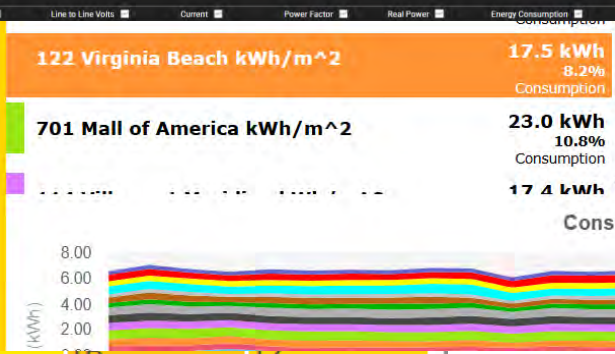 Line to Line Volts Current Power Factor Real Power Energy Consumption
Consumption
122 Virginia Beach kWh/m^2
17.5 kWh
8.2%
Consumption
701 Mall of America kWh/m^2
23.0 kWh
10.8%
Consumption
17.4 kWh
Cons
8.00
6.00
4.00
2.00
(kWh)